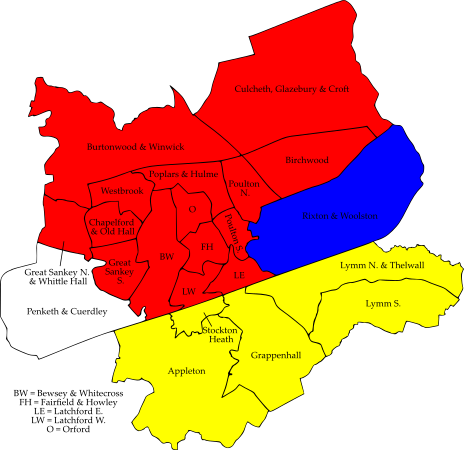 Culcheth, Glazebury & Croft
Burtonwood & Winwick
Birchwood
Poplars & Hulme
Poulton
N.
Westbrook
O
Rixton & Woolston
Chapelford
& Old Hall
Poulton S.
FH
BW
Great
Sankey
S.
Great Sankey N.
& Whittle Hall
LE
LW
Lymm N. & Thelwall
Penketh & Cuerdley
Lymm S.
Stockton
Heath
Grappenhall
Appleton
BW = Bewsey & Whitecross
FH = Fairfield & Howley
LE = Latchford E.
LW = Latchford W.
O = Orford